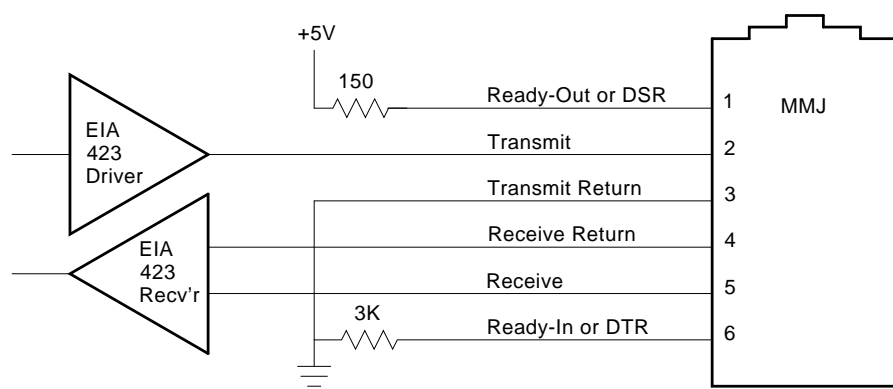 +5V
150
Ready-Out or DSR
1
MMJ
EIA
423
Driver
Transmit
2
Transmit Return
3
EIA
423
Recv'r
Receive Return
4
Receive
5
3K
Ready-In or DTR
6